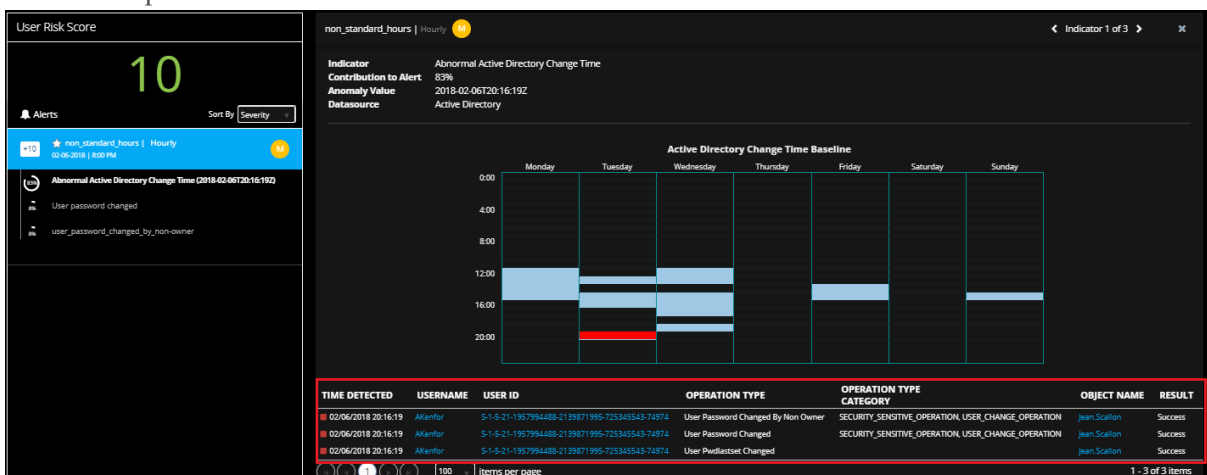 User Risk Score
10
Alerts
Sort By Severity
+10 non_standard_hours | Hourly M
02-06-2018 | 8:00 PM
83% Abnormal Active Directory Change Time (2018-02-06T20:16:19Z)
User password changed
user_password_changed_by_non-owner
non_standard_hours | Hourly M
Indicator 1 of 3
Indicator Abnormal Active Directory Change Time
Contribution to Alert 83%
Anomaly Value 2018-02-06T20:16:19Z
Datasource Active Directory
Active Directory Change Time Baseline
Monday Tuesday Wednesday Thursday Friday Saturday Sunday
0:00
4:00
8:00
12:00
16:00
20:00
TIME DETECTED USERNAME USER ID OPERATION TYPE OPERATION TYPE CATEGORY OBJECT NAME RESULT
02/06/2018 20:16:19 AKenfor S-1-5-21-1957994488-2139871995-725345543-74974 User Password Changed By Non Owner SECURITY_SENSITIVE_OPERATION, USER_CHANGE_OPERATION Jean.Scallon Success
02/06/2018 20:16:19 AKenfor S-1-5-21-1957994488-2139871995-725345543-74974 User Password Changed SECURITY_SENSITIVE_OPERATION, USER_CHANGE_OPERATION Jean.Scallon Success
02/06/2018 20:16:19 AKenfor S-1-5-21-1957994488-2139871995-725345543-74974 User Pwdlastset Changed Jean.Scallon Success
1 100 items per page
1 - 3 of 3 items